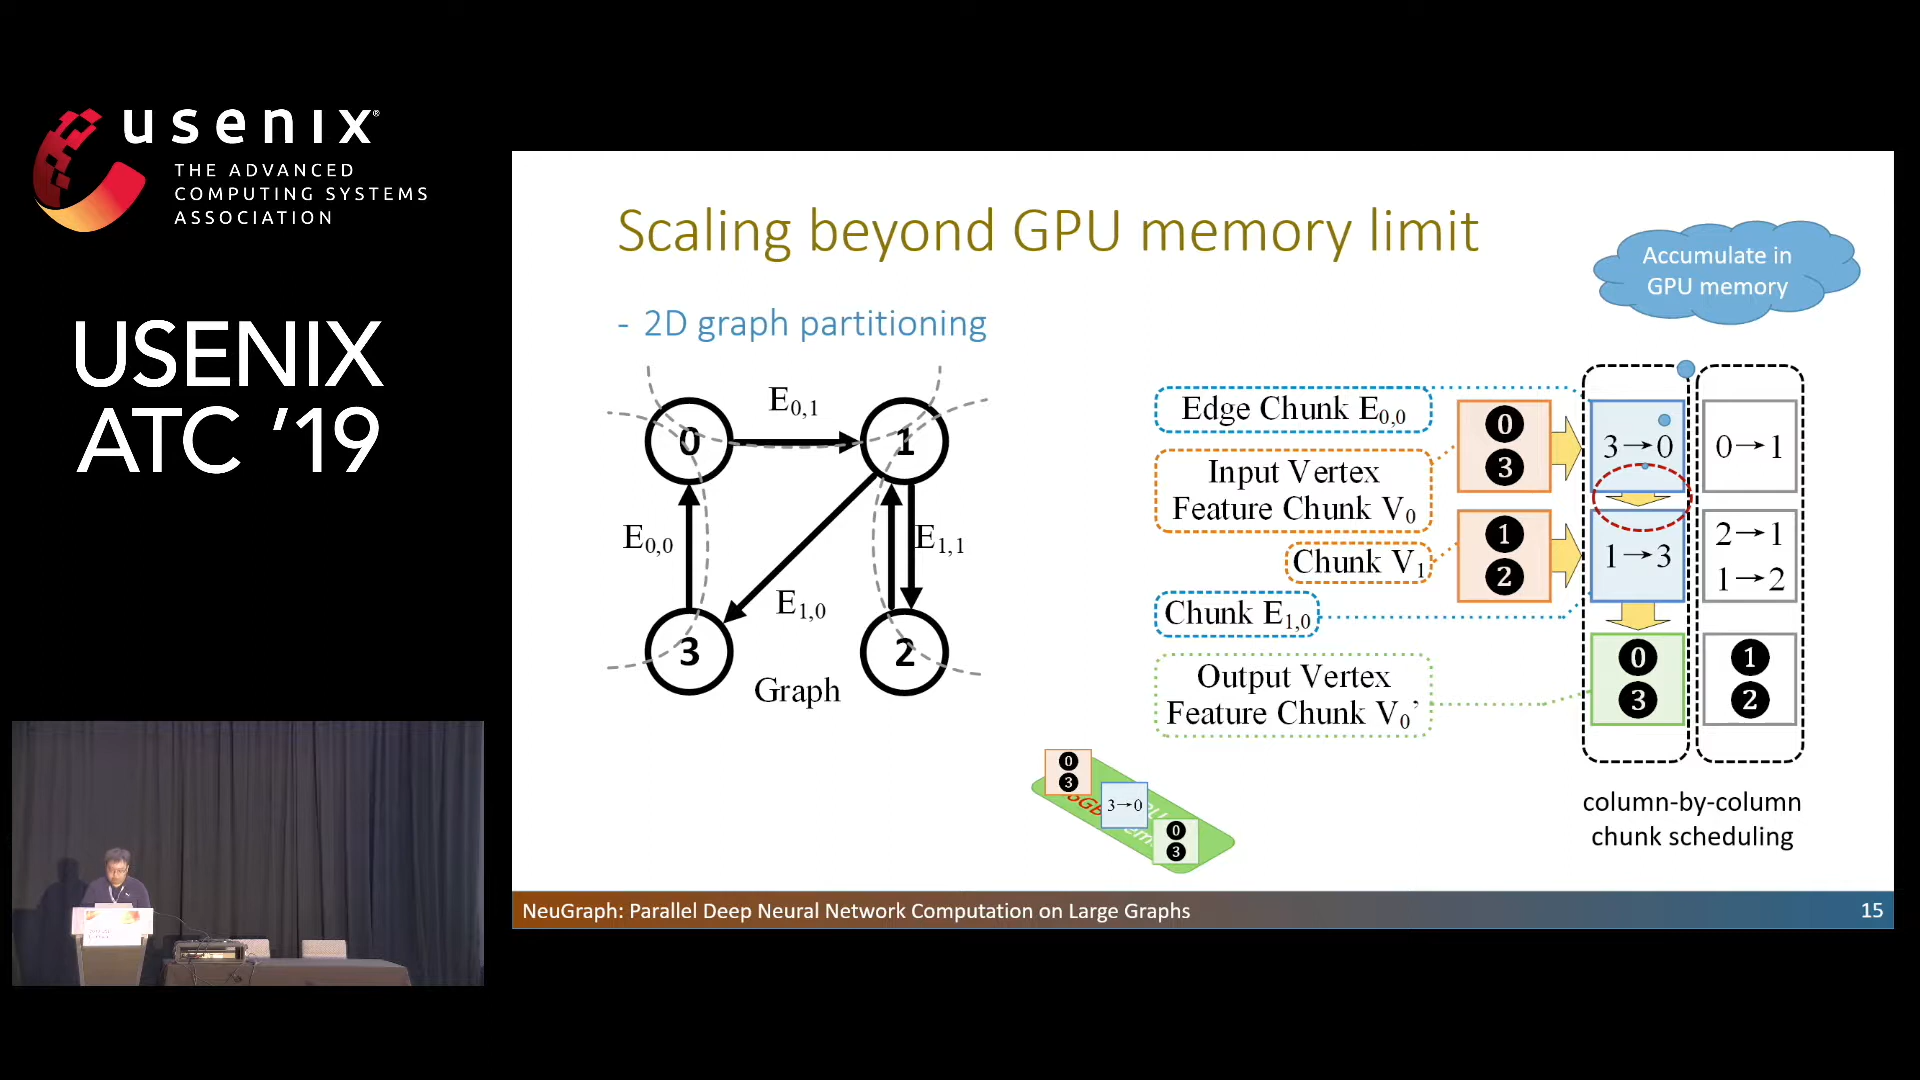 usenix®
THE ADVANCED
COMPUTING SYSTEMS
ASSOCIATION
USENIX
ATC '19
Scaling beyond GPU memory limit
Accumulate in
GPU memory
- 2D graph partitioning
0
E0,1
1
E0,0
E1,1
E1,0
3
2
Graph
Edge Chunk E0,0
Input Vertex
Feature Chunk V0
Chunk V1
Chunk E1,0
Output Vertex
Feature Chunk V0'
0
3
3→0
0→1
1
2
1→3
2→1
1→2
0
3
1
2
column-by-column
chunk scheduling
0
3
3→0
0
3
NeuGraph: Parallel Deep Neural Network Computation on Large Graphs
15